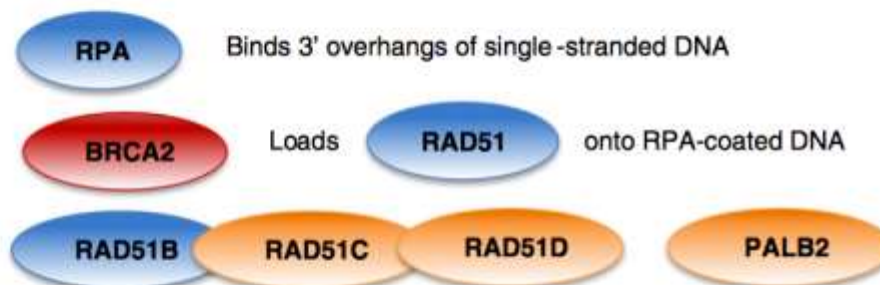 RPA Binds 3' overhangs of single-stranded DNA
BRCA2 Loads RAD51 onto RPA-coated DNA
RAD51B RAD51C RAD51D PALB2